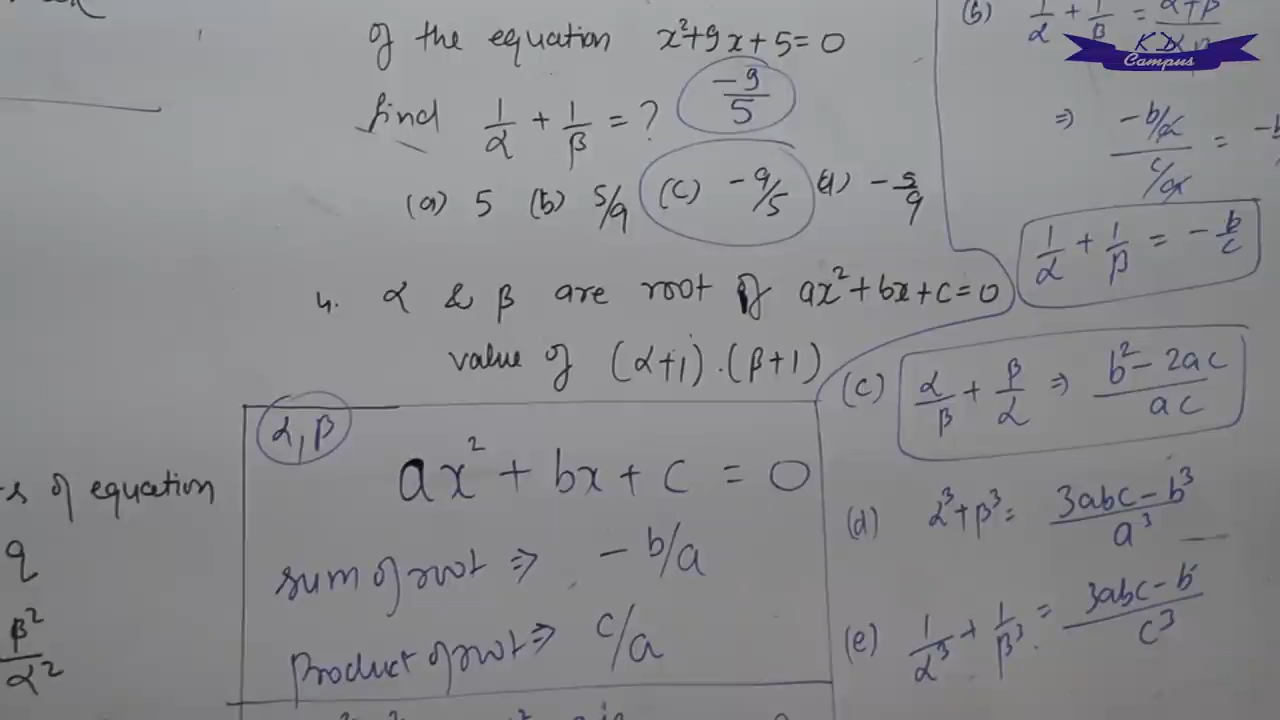 of the equation x²+9x+5=0
find 1/α + 1/β = ? -9/5
(a) 5 (b) 5/9 (c) -9/5 (d) -5/9
4. α & β are root of ax²+bx+c=0
value of (α+1).(β+1)
α,β
ax² + bx + c = 0
sum of root ⇒ -b/a
Product of root ⇒ c/a
of equation
q
β²/α²
(b) 1/α + 1/β = α+β/αβ
KD
Campus
⇒ -b/a / c/a =
1/α + 1/β = -b/c
(c) α/β + β/α ⇒ b²-2ac/ac
(d) α³+β³= 3abc-b³/a³
(e) 1/α³ + 1/β³ = 3abc-b³/c³